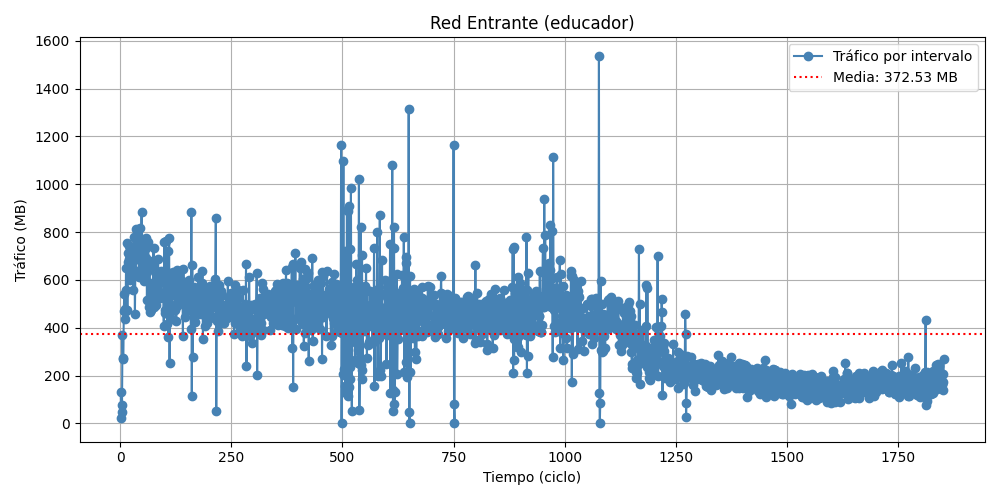 Red Entrante (educador)
Tráfico por intervalo
Media: 372.53 MB
Tráfico (MB)
1600
1400
1200
1000
800
600
400
200
0
0 250 500 750 1000 1250 1500 1750
Tiempo (ciclo)